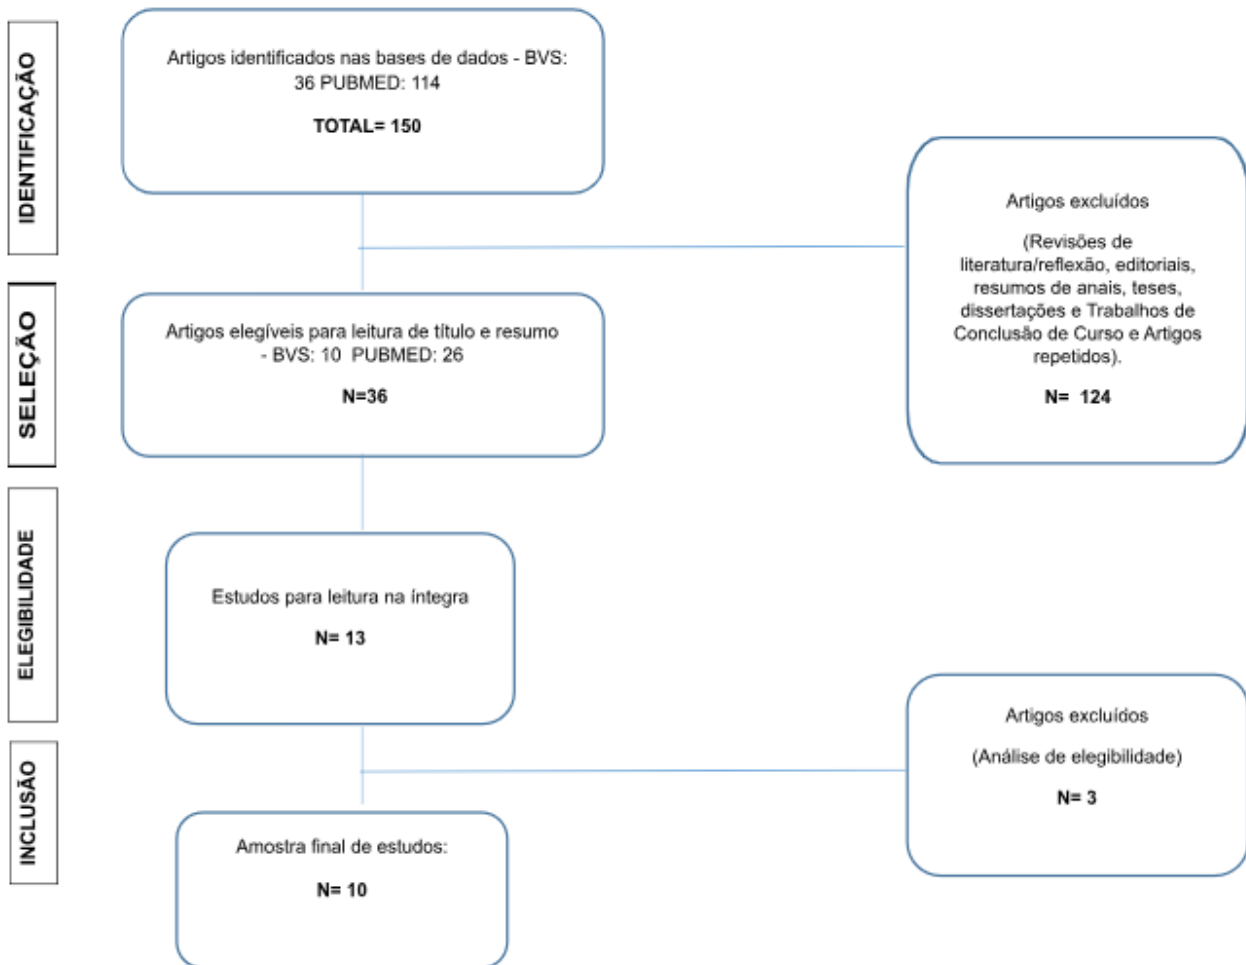 IDENTIFICAÇÃO
Artigos identificados nas bases de dados - BVS:
36 PUBMED: 114
TOTAL= 150
Artigos excluídos
(Revisões de
literatura/reflexão, editoriais,
resumos de anais, teses,
dissertações e Trabalhos de
Conclusão de Curso e Artigos
repetidos).
N= 124
SELEÇÃO
Artigos elegíveis para leitura de título e resumo
- BVS: 10 PUBMED: 26
N=36
ELEGIBILIDADE
Estudos para leitura na íntegra
N= 13
Artigos excluídos
(Análise de elegibilidade)
N= 3
INCLUSÃO
Amostra final de estudos:
N= 10